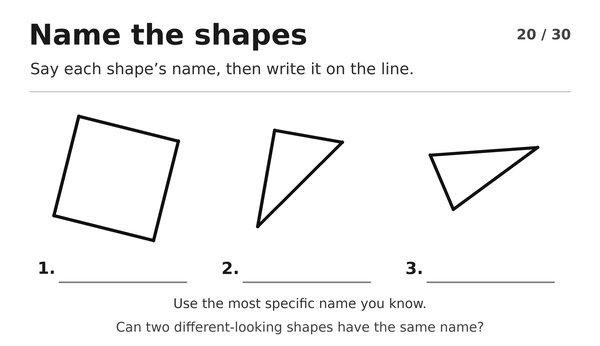 Name the shapes
20 / 30
Say each shape’s name, then write it on the line.
1.
2.
3.
Use the most specific name you know.
Can two different-looking shapes have the same name?